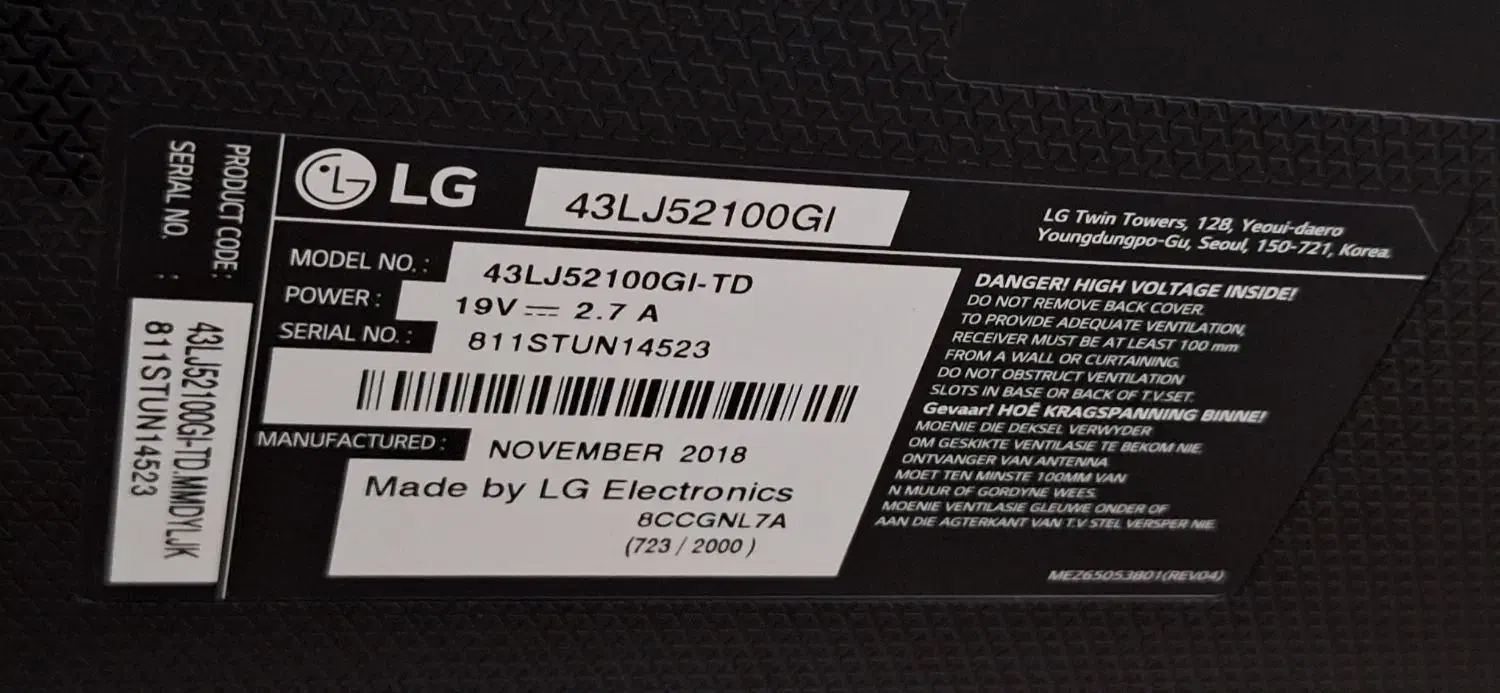 LG
43LJ52100GI
LG Twin Towers, 128, Yeoui-daero
Youngdungpo-Gu, Seoul, 150-721, Korea.
MODEL NO. : 43LJ52100GI-TD
POWER : 19V ⎓ 2.7 A
SERIAL NO. : 811STUN14523
MANUFACTURED : NOVEMBER 2018
Made by LG Electronics
8CCGNL7A
(723 / 2000 )
DANGER! HIGH VOLTAGE INSIDE!
DO NOT REMOVE BACK COVER.
TO PROVIDE ADEQUATE VENTILATION,
RECEIVER MUST BE AT LEAST 100 mm
FROM A WALL OR CURTAINING.
DO NOT OBSTRUCT VENTILATION
SLOTS IN BASE OR BACK OF T.V.SET.
Gevaar! HOË KRAGSPANNING BINNE!
MOENIE DIE DEKSEL VERWYDER
OM GESKIKTE VENTILASIE TE BEKOM NIE.
ONTVANGER VAN ANTENNA
MOET TEN MINSTE 100MM VAN
N MUUR OF GORDYNE WEES.
MOENIE VENTILASIE GLEUWE ONDER OF
AAN DIE AGTERKANT VAN T.V STEL VERSPER NIE.
MEZ65053801(REV04)
PRODUCT CODE: 43LJ52100GI-TD.MMDYLJK
SERIAL NO. : 811STUN14523